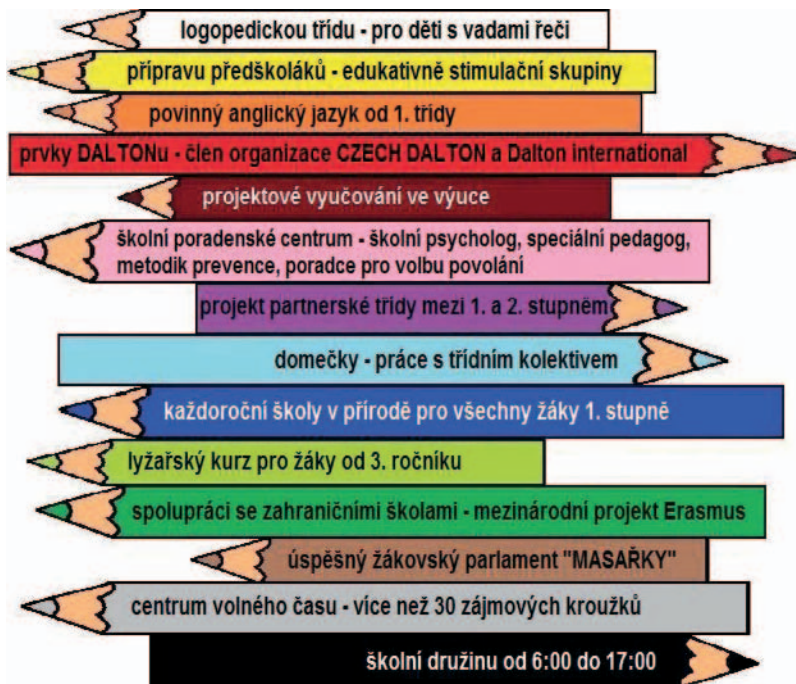 logopedickou třídu - pro děti s vadami řeči
přípravu předškoláků - edukativně stimulační skupiny
povinný anglický jazyk od 1. třídy
prvky DALTONu - člen organizace CZECH DALTON a Dalton international
projektové vyučování ve výuce
školní poradenské centrum - školní psycholog, speciální pedagog,
metodik prevence, poradce pro volbu povolání
projekt partnerské třídy mezi 1. a 2. stupněm
domečky - práce s třídním kolektivem
každoroční školy v přírodě pro všechny žáky 1. stupně
lyžařský kurz pro žáky od 3. ročníku
spolupráci se zahraničními školami - mezinárodní projekt Erasmus
úspěšný žákovský parlament "MASAŘKY"
centrum volného času - více než 30 zájmových kroužků
školní družinu od 6:00 do 17:00